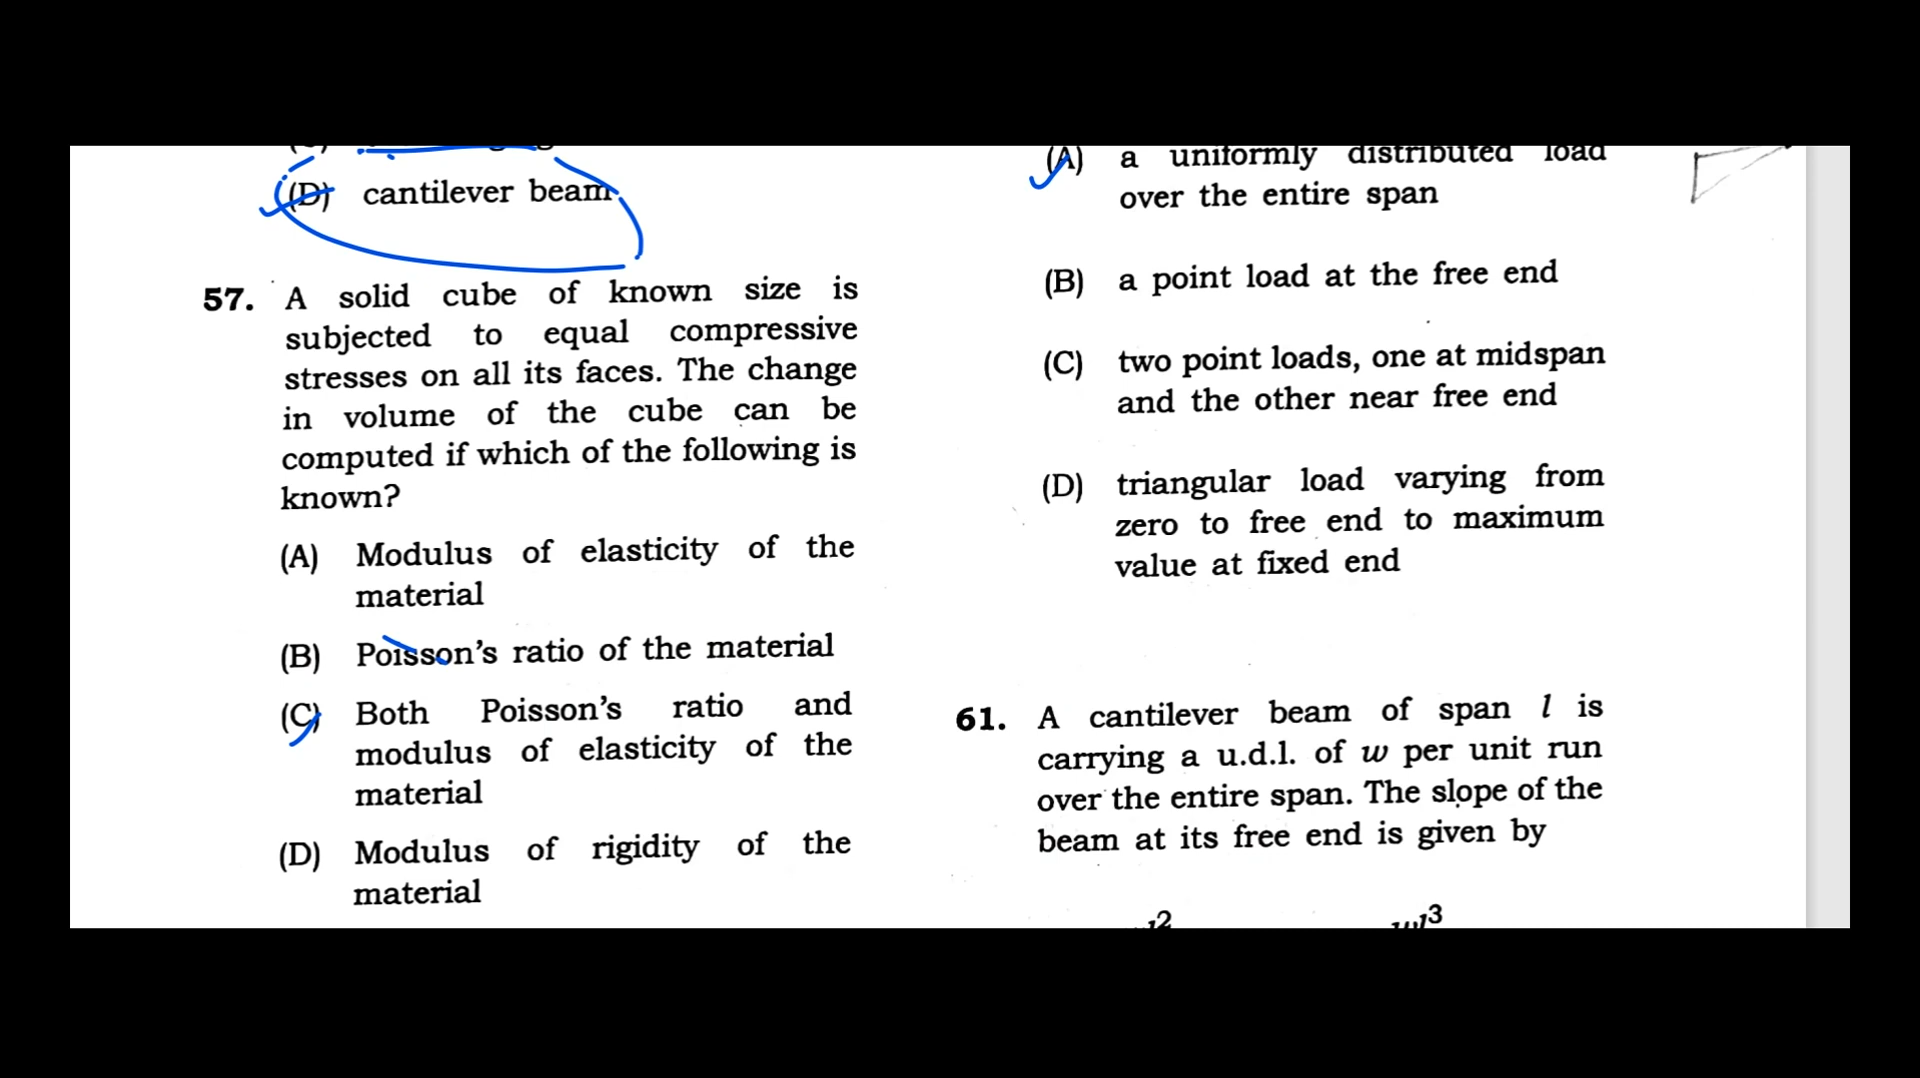 (D) cantilever beam
57. A solid cube of known size is
subjected to equal compressive
stresses on all its faces. The change
in volume of the cube can be
computed if which of the following is
known?
(A) Modulus of elasticity of the
material
(B) Poisson's ratio of the material
(C) Both Poisson's ratio and
modulus of elasticity of the
material
(D) Modulus of rigidity of the
material
(A) a uniformly distributed load
over the entire span
(B) a point load at the free end
(C) two point loads, one at midspan
and the other near free end
(D) triangular load varying from
zero to free end to maximum
value at fixed end
61. A cantilever beam of span l is
carrying a u.d.l. of w per unit run
over the entire span. The slope of the
beam at its free end is given by